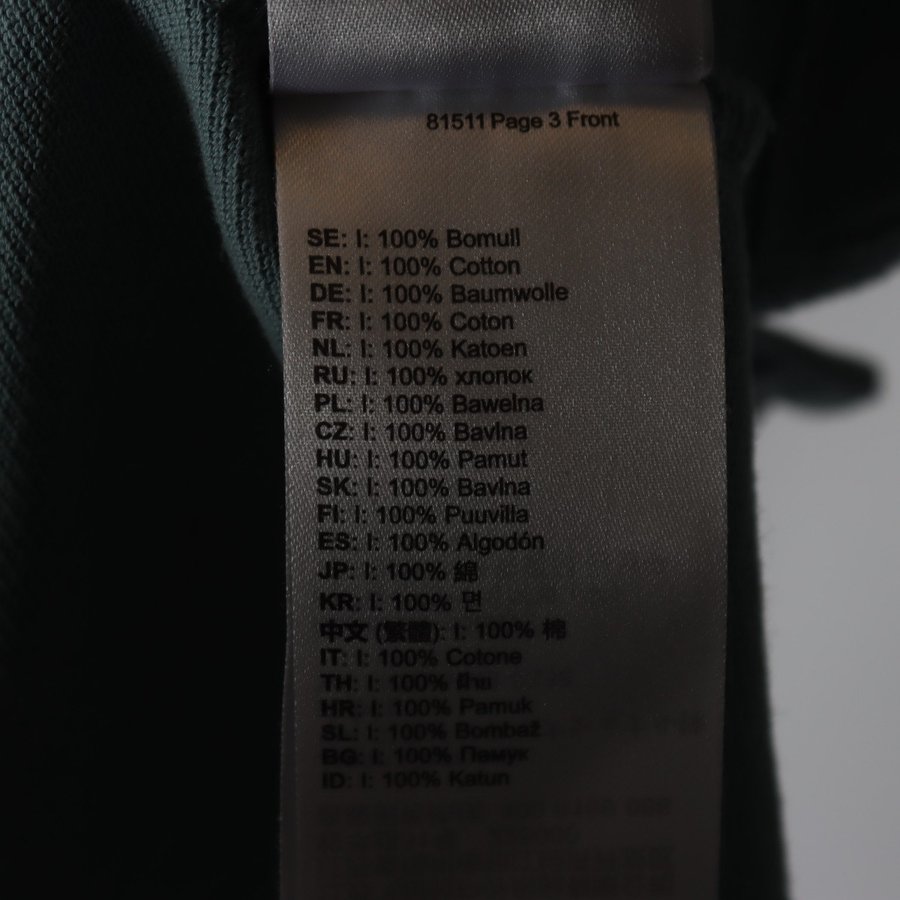 81511 Page 3 Front
SE: I: 100% Bomull
EN: I: 100% Cotton
DE: I: 100% Baumwolle
FR: I: 100% Coton
NL: I: 100% Katoen
RU: I: 100% хлопок
PL: I: 100% Bawełna
CZ: I: 100% Bavlna
HU: I: 100% Pamut
SK: I: 100% Bavlna
FI: I: 100% Puuvilla
ES: I: 100% Algodón
JP: I: 100% 綿
KR: I: 100% 면
中文 (繁體): I: 100% 棉
IT: I: 100% Cotone
TH: I: 100% ฝ้าย
HR: I: 100% Pamuk
SL: I: 100% Bombaž
BG: I: 100% Памук
ID: I: 100% Katun